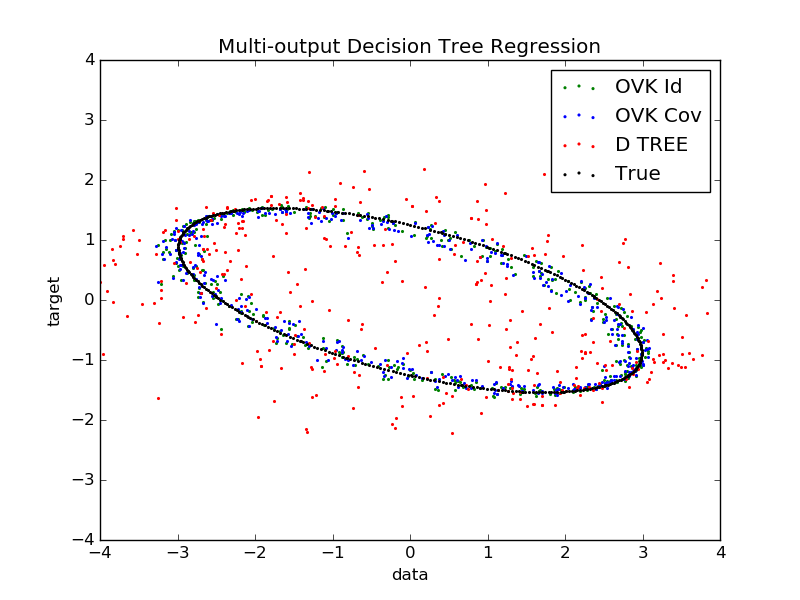 Multi-output Decision Tree Regression
OVK Id
OVK Cov
D TREE
True
4
3
2
1
0
−1
−2
−3
−4
target
−4
−3
−2
−1
0
1
2
3
4
data